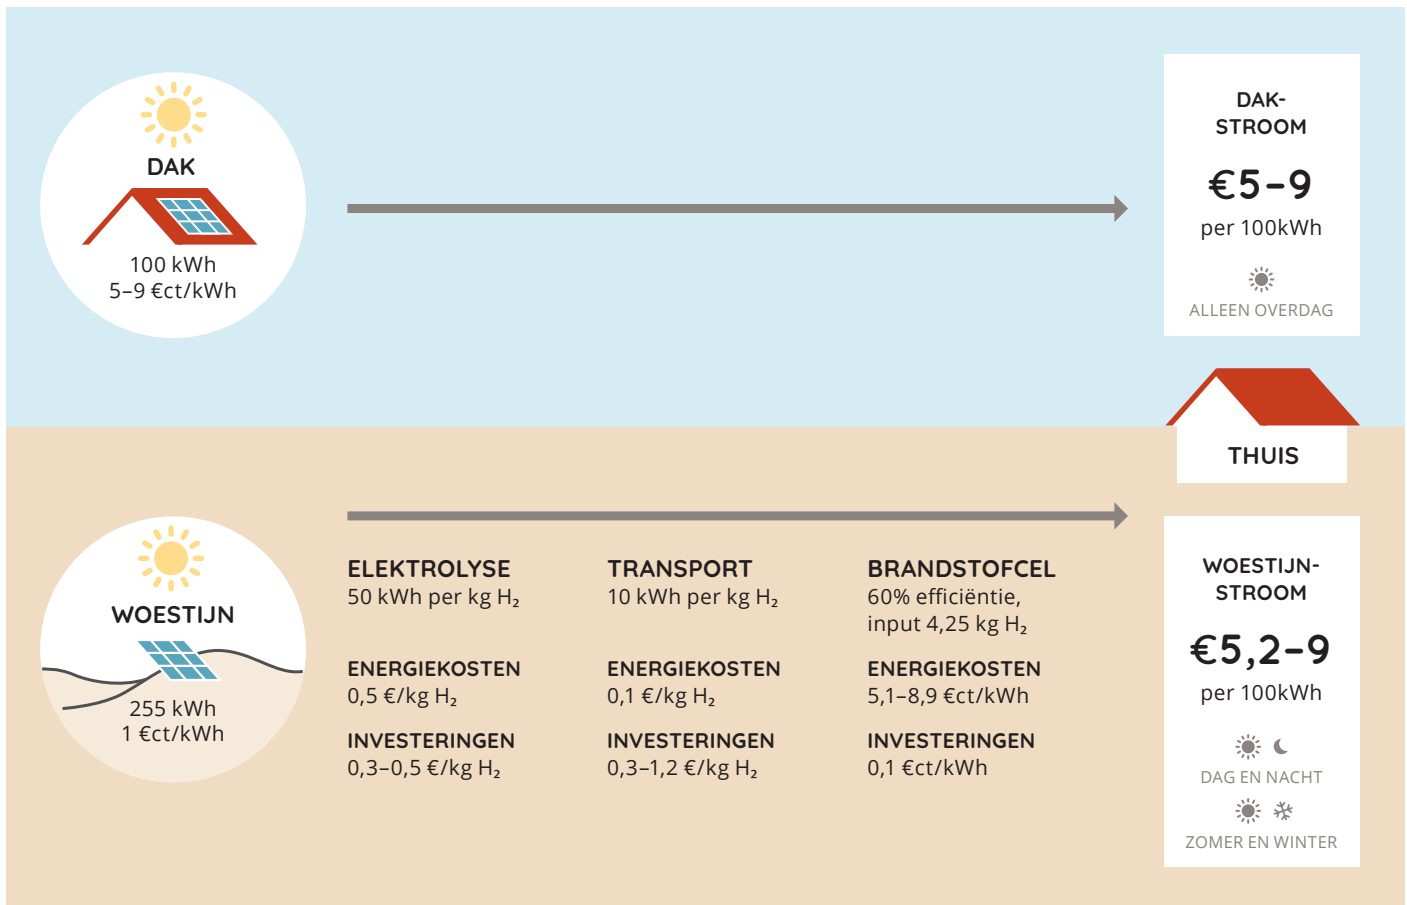 DAK
100 kWh
5–9 €ct/kWh
DAK-
STROOM
€5–9
per 100kWh
ALLEEN OVERDAG
THUIS
WOESTIJN
255 kWh
1 €ct/kWh
ELEKTROLYSE
50 kWh per kg H₂
ENERGIEKOSTEN
0,5 €/kg H₂
INVESTERINGEN
0,3–0,5 €/kg H₂
TRANSPORT
10 kWh per kg H₂
ENERGIEKOSTEN
0,1 €/kg H₂
INVESTERINGEN
0,3–1,2 €/kg H₂
BRANDSTOFCEL
60% efficiëntie,
input 4,25 kg H₂
ENERGIEKOSTEN
5,1–8,9 €ct/kWh
INVESTERINGEN
0,1 €ct/kWh
WOESTIJN-
STROOM
€5,2–9
per 100kWh
DAG EN NACHT
ZOMER EN WINTER